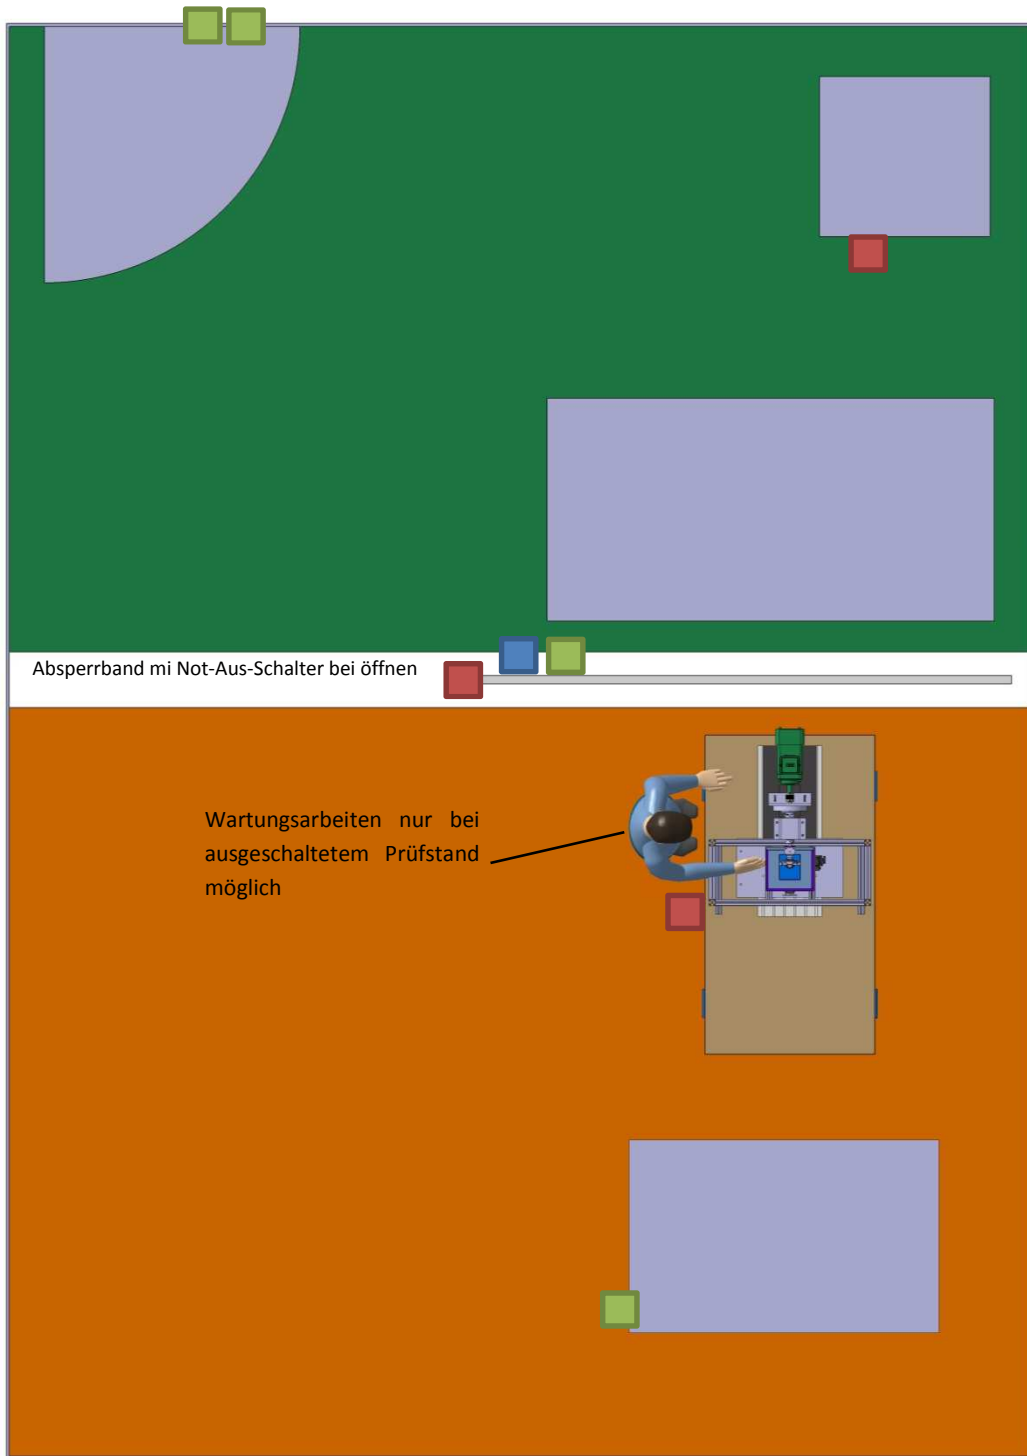 Absperrband mi Not-Aus-Schalter bei öffnen
Wartungsarbeiten nur bei
ausgeschaltetem Prüfstand
möglich